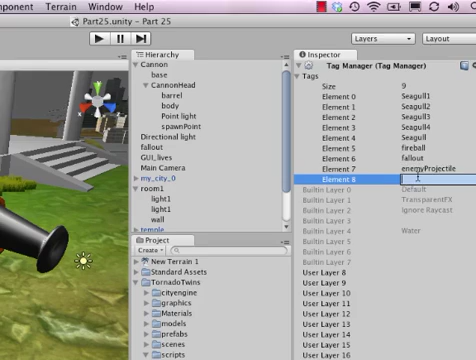 mponent Terrain Window Help
Part25.unity - Part 25
Layers Layout
Hierarchy
Cannon
base
CannonHead
barrel
body
Point light
spawnPoint
Directional light
fallout
GUI_lives
Main Camera
my_city_0
room1
light1
light1
wall
temple
Project
Create
New Terrain 1
Standard Assets
TornadoTwins
cityengine
graphics
Materials
models
prefabs
scenes
scripts
Inspector
Tag Manager (Tag Manager)
Tags
Size 9
Element 0 Seagull1
Element 1 Seagull2
Element 2 Seagull3
Element 3 Seagull4
Element 4 Seagull
Element 5 fireball
Element 6 fallout
Element 7 enemyProjectile
Element 8
Builtin Layer 0 Default
Builtin Layer 1 TransparentFX
Builtin Layer 2 Ignore Raycast
Builtin Layer 3
Builtin Layer 4 Water
Builtin Layer 5
Builtin Layer 6
Builtin Layer 7
User Layer 8
User Layer 9
User Layer 10
User Layer 11
User Layer 12
User Layer 13
User Layer 14
User Layer 15
User Layer 16